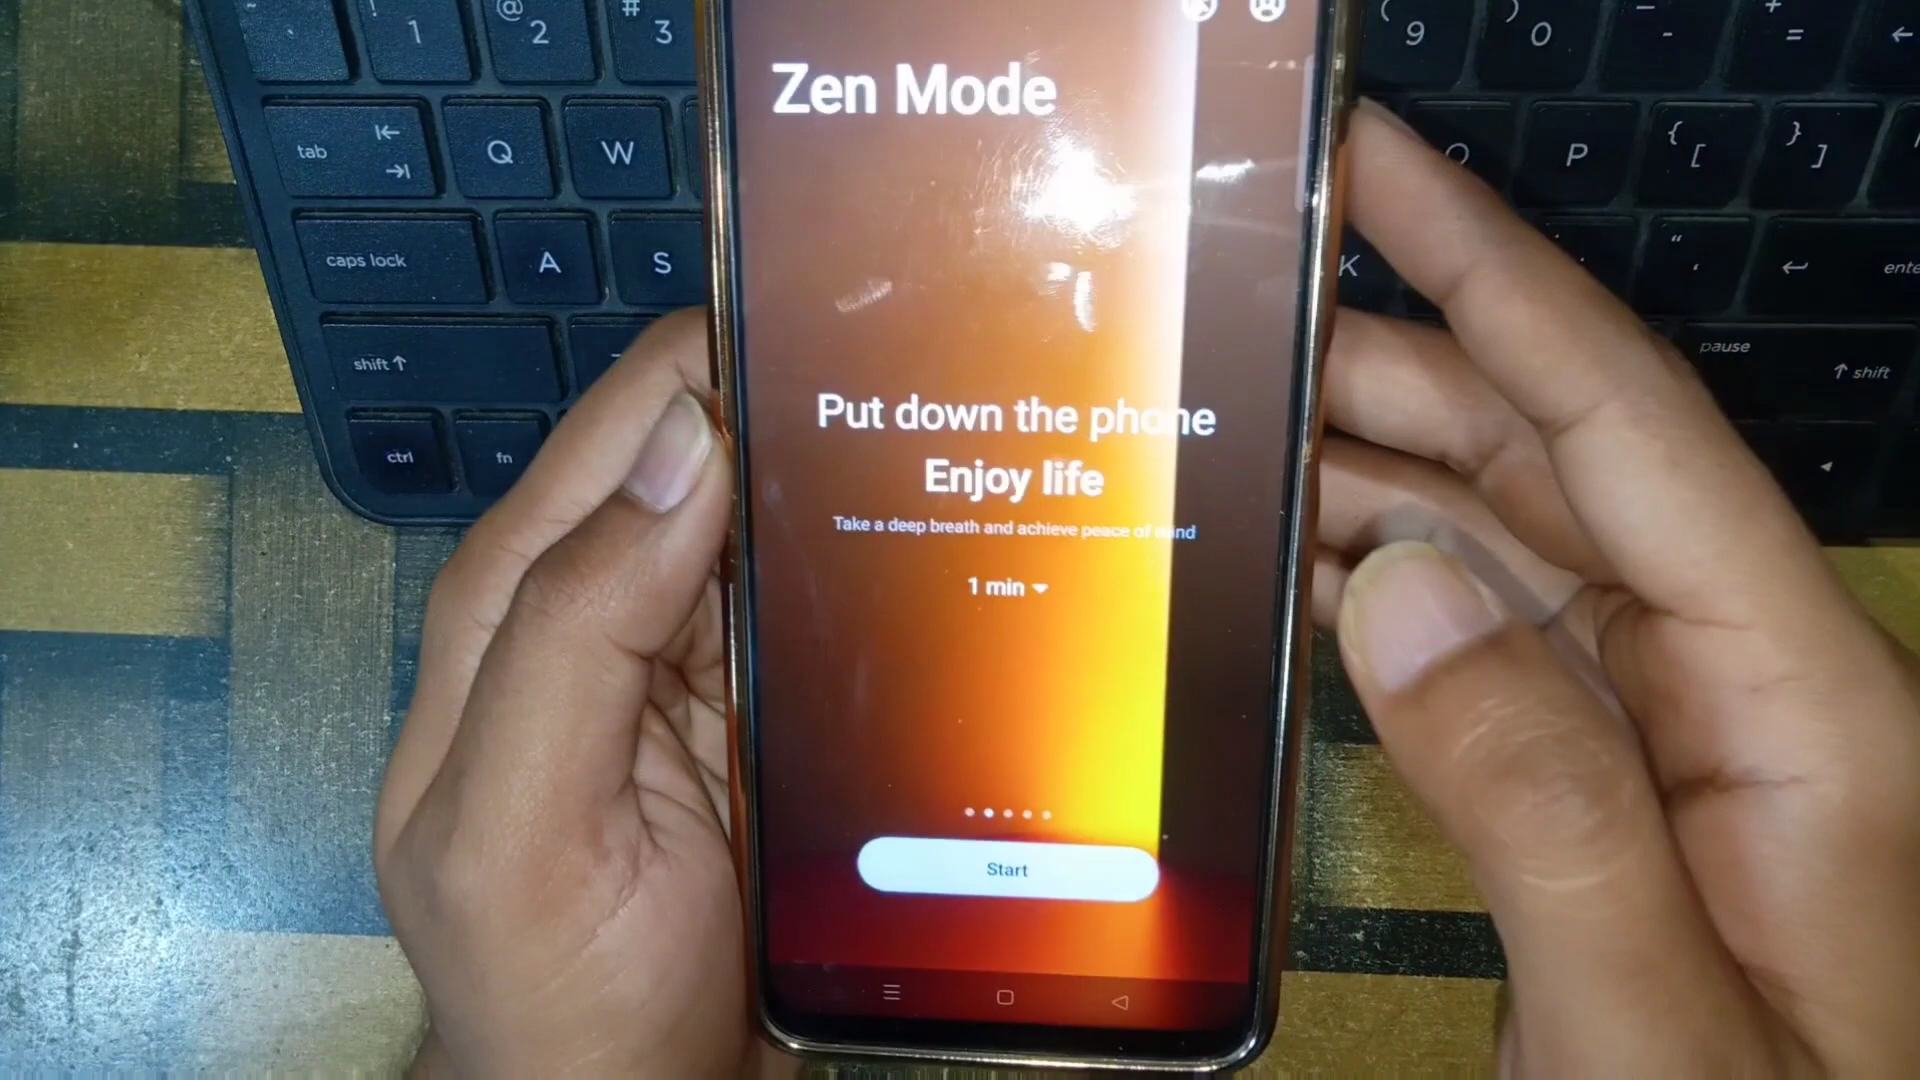 ~ ! @ # ( ) _ +
` 1 2 3 9 0 - =
Zen Mode
tab Q W O P { [ } ]
caps lock A S K " ' enter
shift pause shift
Put down the phone
Enjoy life
ctrl fn
Take a deep breath and achieve peace of mind
1 min
Start